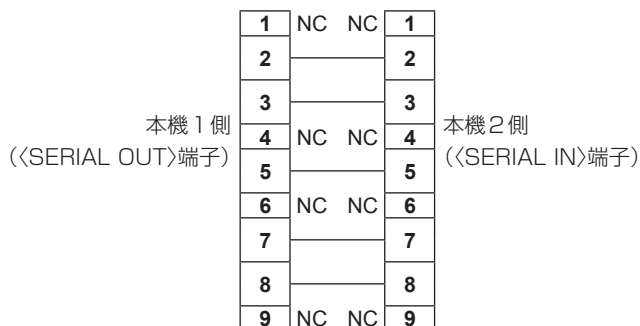 1 NC NC 1
2 2
3 3
本機1側 本機2側
4 NC NC 4
(〈SERIAL OUT〉端子) (〈SERIAL IN〉端子)
5 5
6 NC NC 6
7 7
8 8
9 NC NC 9